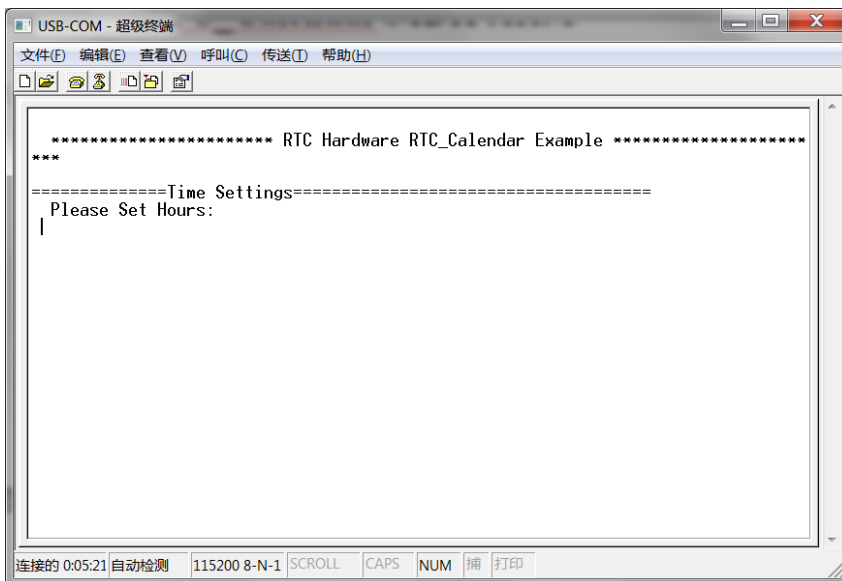 USB-COM - 超级终端
文件(F) 编辑(E) 查看(V) 呼叫(C) 传送(T) 帮助(H)
*********************** RTC Hardware RTC_Calendar Example ********************
***
==============Time Settings=====================================
Please Set Hours:
连接的 0:05:21 自动检测 115200 8-N-1 SCROLL CAPS NUM 捕 打印